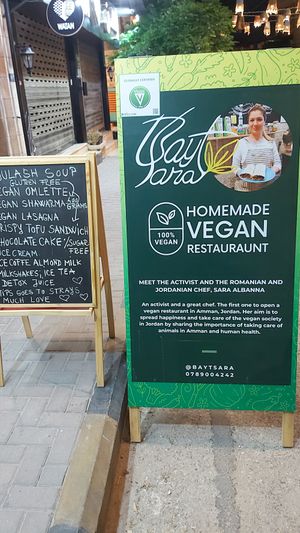 WATAN
GULASH SOUP
GLUTEN FREE
VEGAN OMLETTE
VEGAN SHAWARMA
VEGAN LASAGNA
CRISPY TOFU SANDWICH
CHOCOLATE CAKE/SUGAR FREE
ICE CREAM
ICE COFFE ALMOND MILK
MILKSHAKES, ICE TEA
DETOX JUICE
TIPS GOES TO STRAYS
MUCH LOVE
Bayt
Sara
100%
VEGAN
HOMEMADE
VEGAN
RESTAURAUNT
MEET THE ACTIVIST AND THE ROMANIAN AND
JORDANIAN CHEF, SARA ALBANNA
An activist and a great chef. The first one to open a
vegan restaurant in Amman, Jordan. Her aim is to
spread happiness and take care of the vegan society
in Jordan by sharing the importance of taking care of
animals in Amman and human health.
@BAYTSARA
0789004242